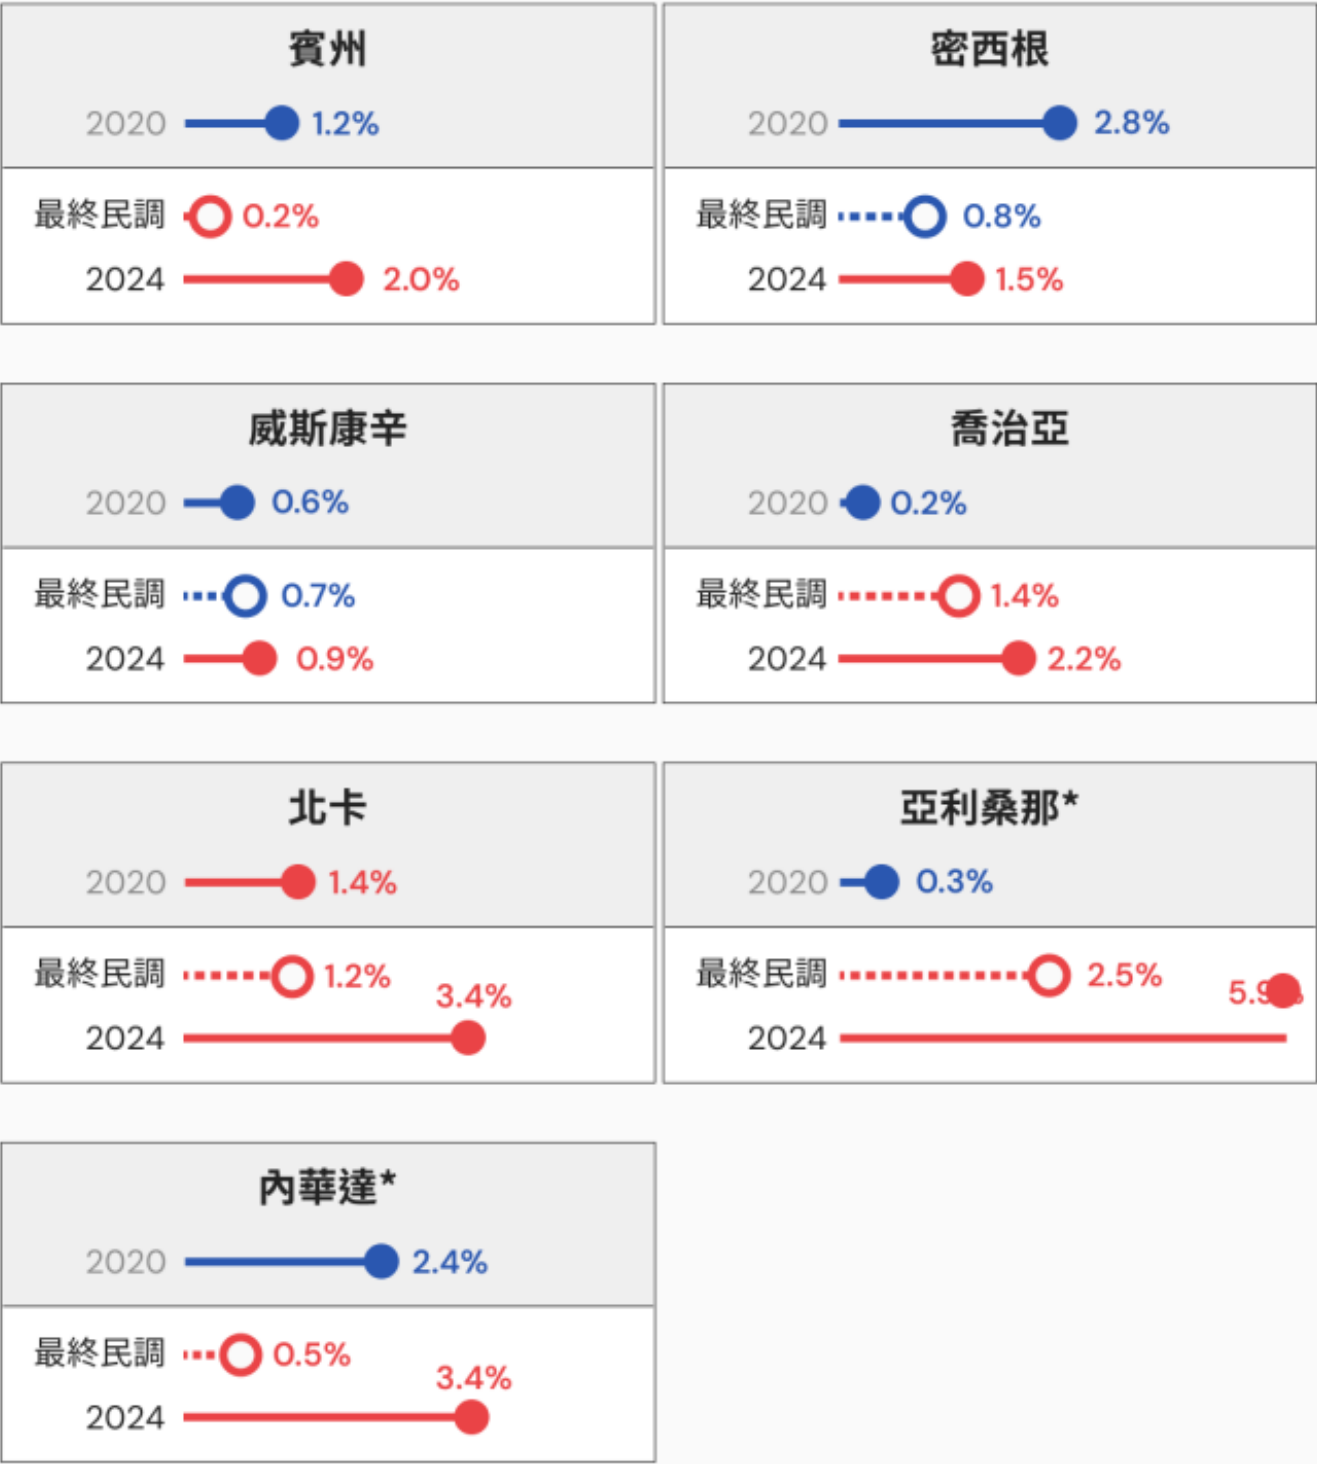 賓州
2020 1.2%
最終民調 0.2%
2024 2.0%
密西根
2020 2.8%
最終民調 0.8%
2024 1.5%
威斯康辛
2020 0.6%
最終民調 0.7%
2024 0.9%
喬治亞
2020 0.2%
最終民調 1.4%
2024 2.2%
北卡
2020 1.4%
最終民調 1.2%
2024 3.4%
亞利桑那*
2020 0.3%
最終民調 2.5%
2024
內華達*
2020 2.4%
最終民調 0.5%
2024 3.4%